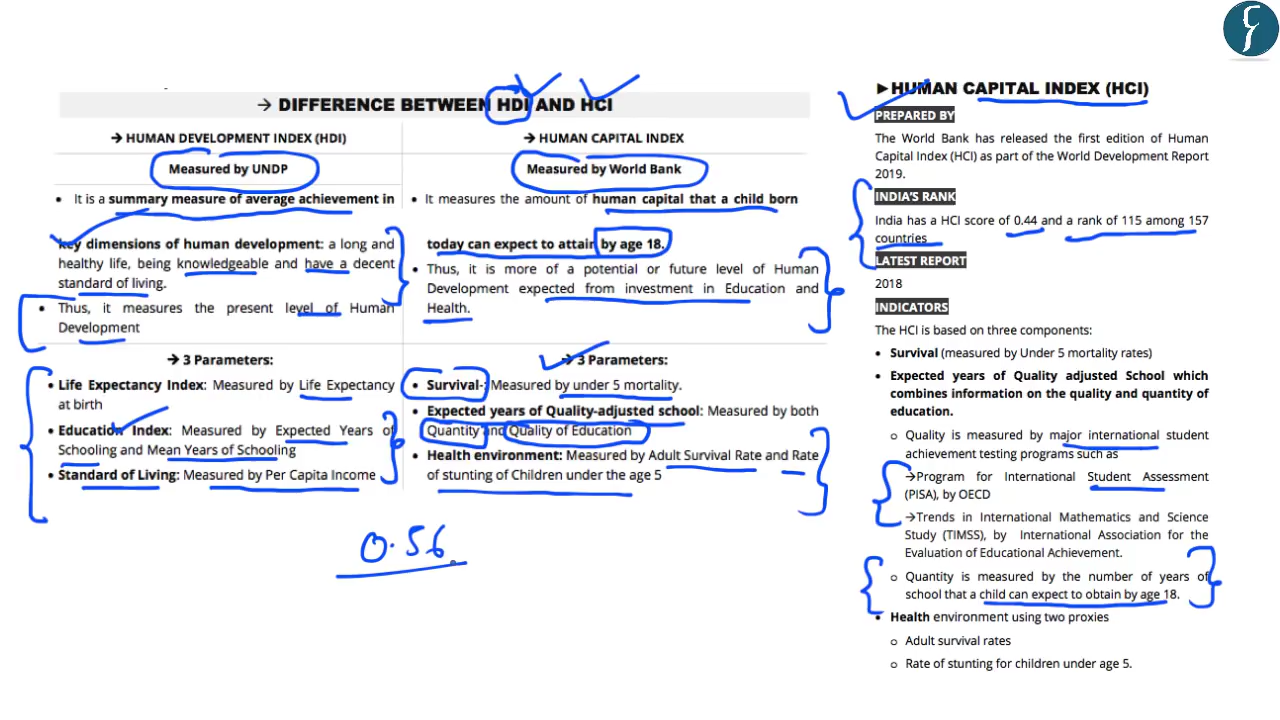 → DIFFERENCE BETWEEN HDI AND HCI
→ HUMAN DEVELOPMENT INDEX (HDI)
Measured by UNDP
• It is a summary measure of average achievement in
key dimensions of human development: a long and
healthy life, being knowledgeable and have a decent
standard of living.
• Thus, it measures the present level of Human
Development
→ 3 Parameters:
• Life Expectancy Index: Measured by Life Expectancy
at birth
• Education Index: Measured by Expected Years of
Schooling and Mean Years of Schooling
• Standard of Living: Measured by Per Capita Income
→ HUMAN CAPITAL INDEX
Measured by World Bank
• It measures the amount of human capital that a child born
today can expect to attain by age 18.
• Thus, it is more of a potential or future level of Human
Development expected from investment in Education and
Health.
→ 3 Parameters:
• Survival-: Measured by under 5 mortality.
• Expected years of Quality-adjusted school: Measured by both
Quantity and Quality of Education
• Health environment: Measured by Adult Survival Rate and Rate
of stunting of Children under the age 5
0.56
►HUMAN CAPITAL INDEX (HCI)
PREPARED BY
The World Bank has released the first edition of Human
Capital Index (HCI) as part of the World Development Report
2019.
INDIA'S RANK
India has a HCI score of 0.44 and a rank of 115 among 157
countries
LATEST REPORT
2018
INDICATORS
The HCI is based on three components:
• Survival (measured by Under 5 mortality rates)
• Expected years of Quality adjusted School which
combines information on the quality and quantity of
education.
o Quality is measured by major international student
achievement testing programs such as
→Program for International Student Assessment
(PISA), by OECD
→Trends in International Mathematics and Science
Study (TIMSS), by International Association for the
Evaluation of Educational Achievement.
o Quantity is measured by the number of years of
school that a child can expect to obtain by age 18.
• Health environment using two proxies
o Adult survival rates
o Rate of stunting for children under age 5.